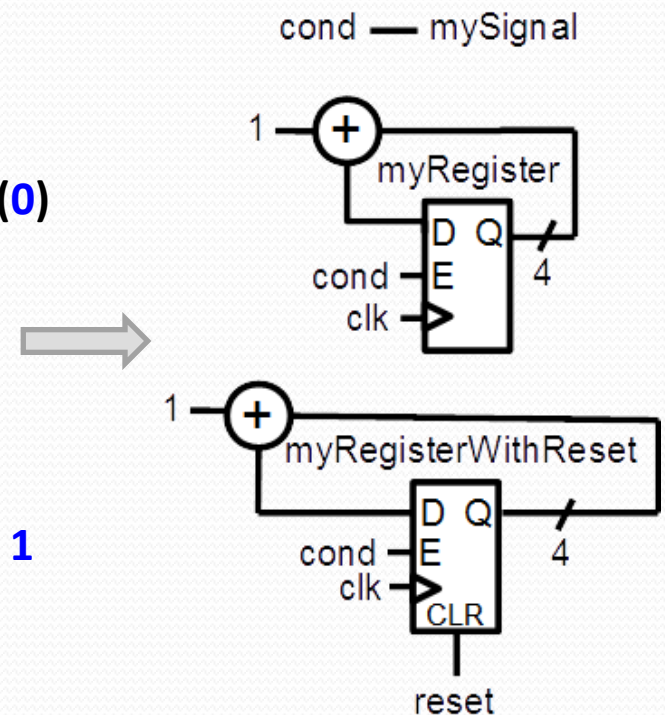 cond mySignal
1 +
myRegister
(0)
D Q
cond E 4
clk
1 +
myRegisterWithReset
D Q
1
cond E 4
clk
CLR
reset